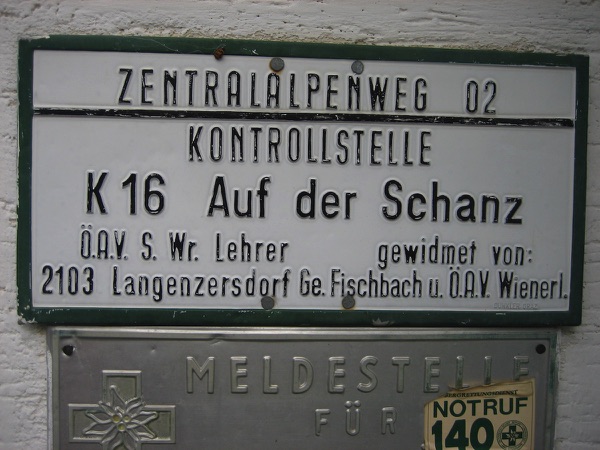 ZENTRALALPENWEG 02
KONTROLLSTELLE
K 16 Auf der Schanz
Ö.A.V. S. Wr. Lehrer gewidmet von:
2103 Langenzersdorf Ge. Fischbach u. Ö.A.V. Wienerl.
MELDESTELLE
FÜR
NOTRUF
140